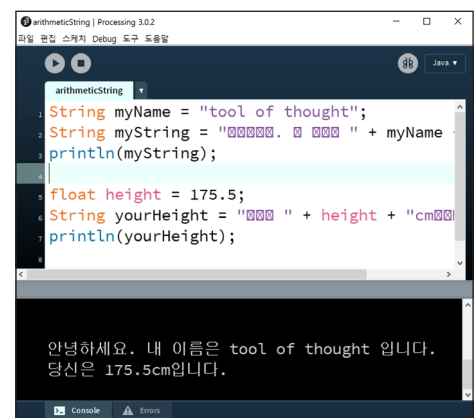 arithmeticString | Processing 3.0.2
파일 편집 스케치 Debug 도구 도움말
Java ▼
arithmeticString ▼
1 String myName = "tool of thought";
2 String myString = "▯▯▯▯▯. ▯ ▯▯▯ " + myName
3 println(myString);
4
5 float height = 175.5;
6 String yourHeight = "▯▯▯ " + height + "cm▯▯
7 println(yourHeight);
8
안녕하세요. 내 이름은 tool of thought 입니다.
당신은 175.5cm입니다.
Console Errors